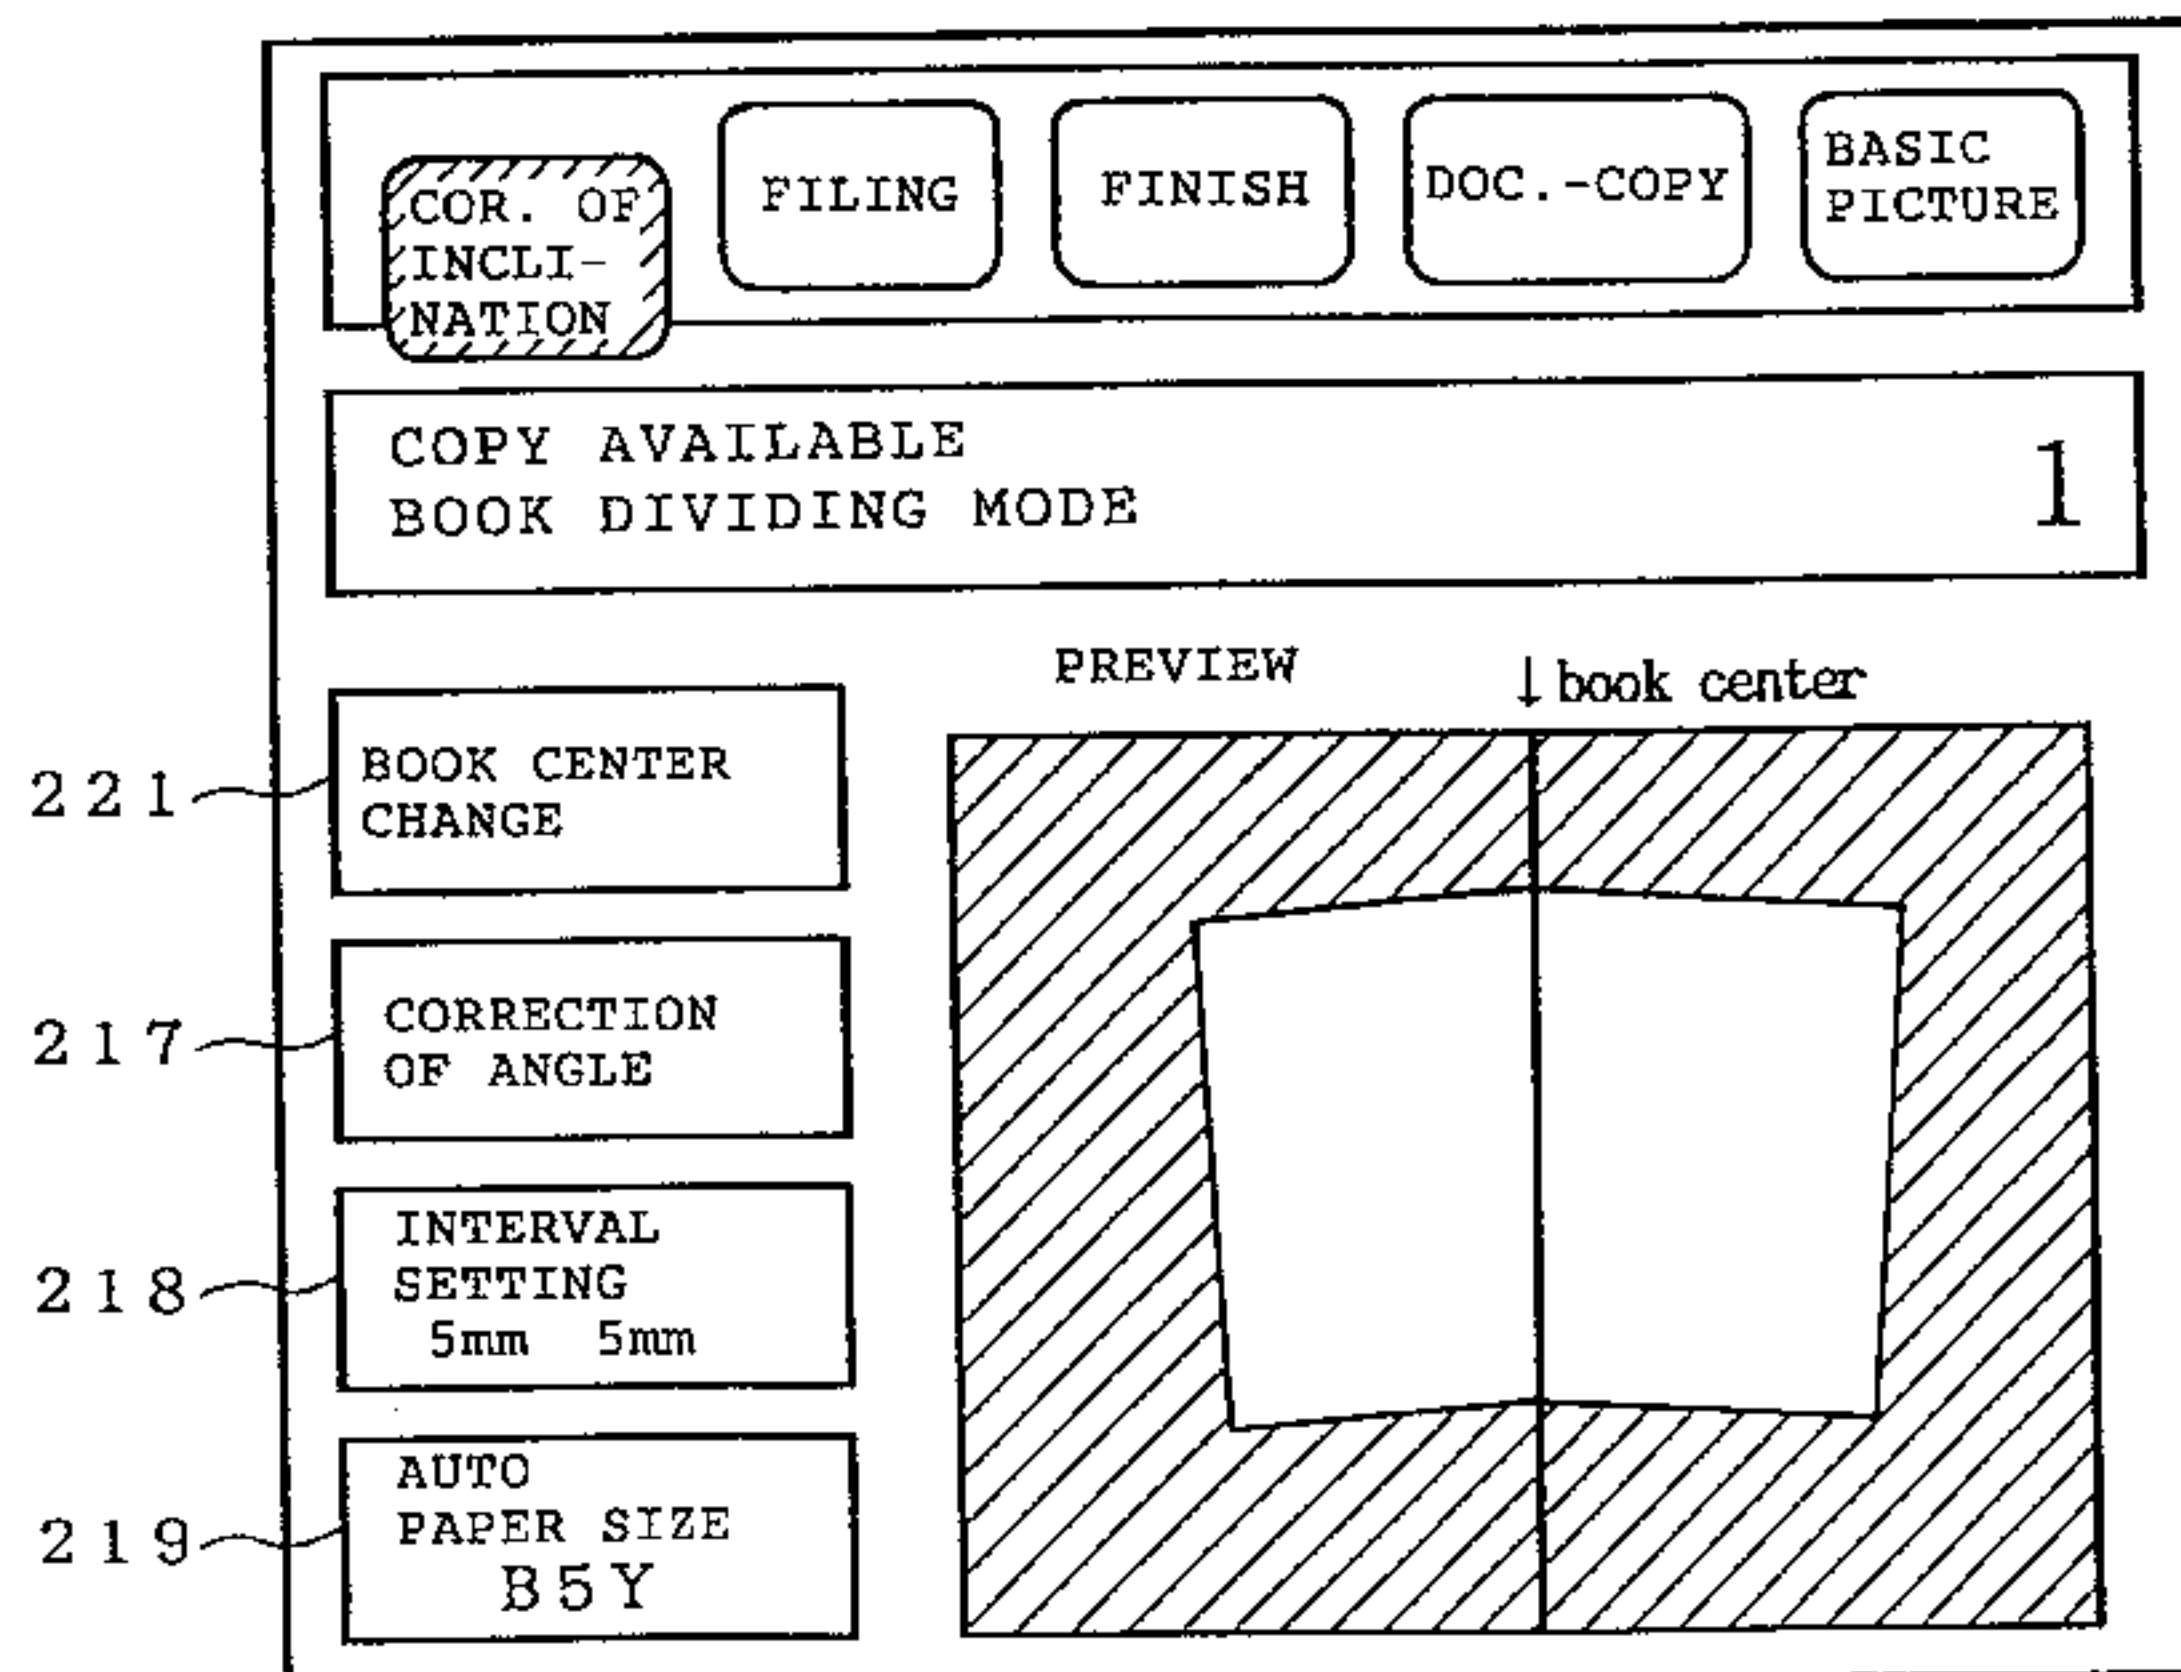 COR. OF
INCLI-
NATION
FILING
FINISH
DOC.-COPY
BASIC
PICTURE
COPY AVAILABLE
BOOK DIVIDING MODE
1
PREVIEW
↓ book center
221
BOOK CENTER
CHANGE
217
CORRECTION
OF ANGLE
218
INTERVAL
SETTING
5mm 5mm
219
AUTO
PAPER SIZE
B5Y